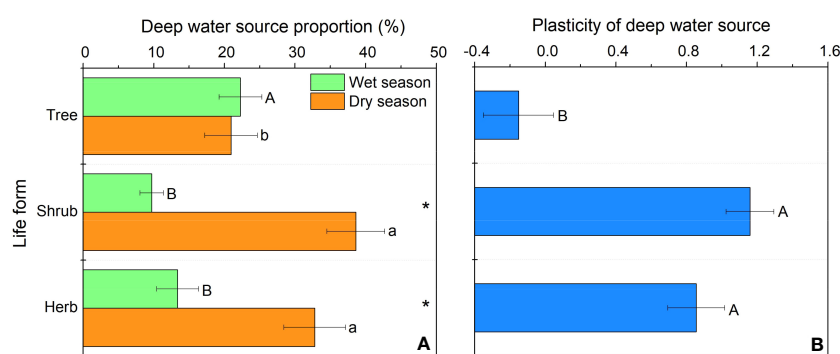 Deep water source proportion (%)
0 10 20 30 40 50
Wet season
Dry season
Life form
Tree
A
b
Shrub
B
*
a
Herb
B
*
a
A
Plasticity of deep water source
-0.4 0.0 0.4 0.8 1.2 1.6
B
A
A
B